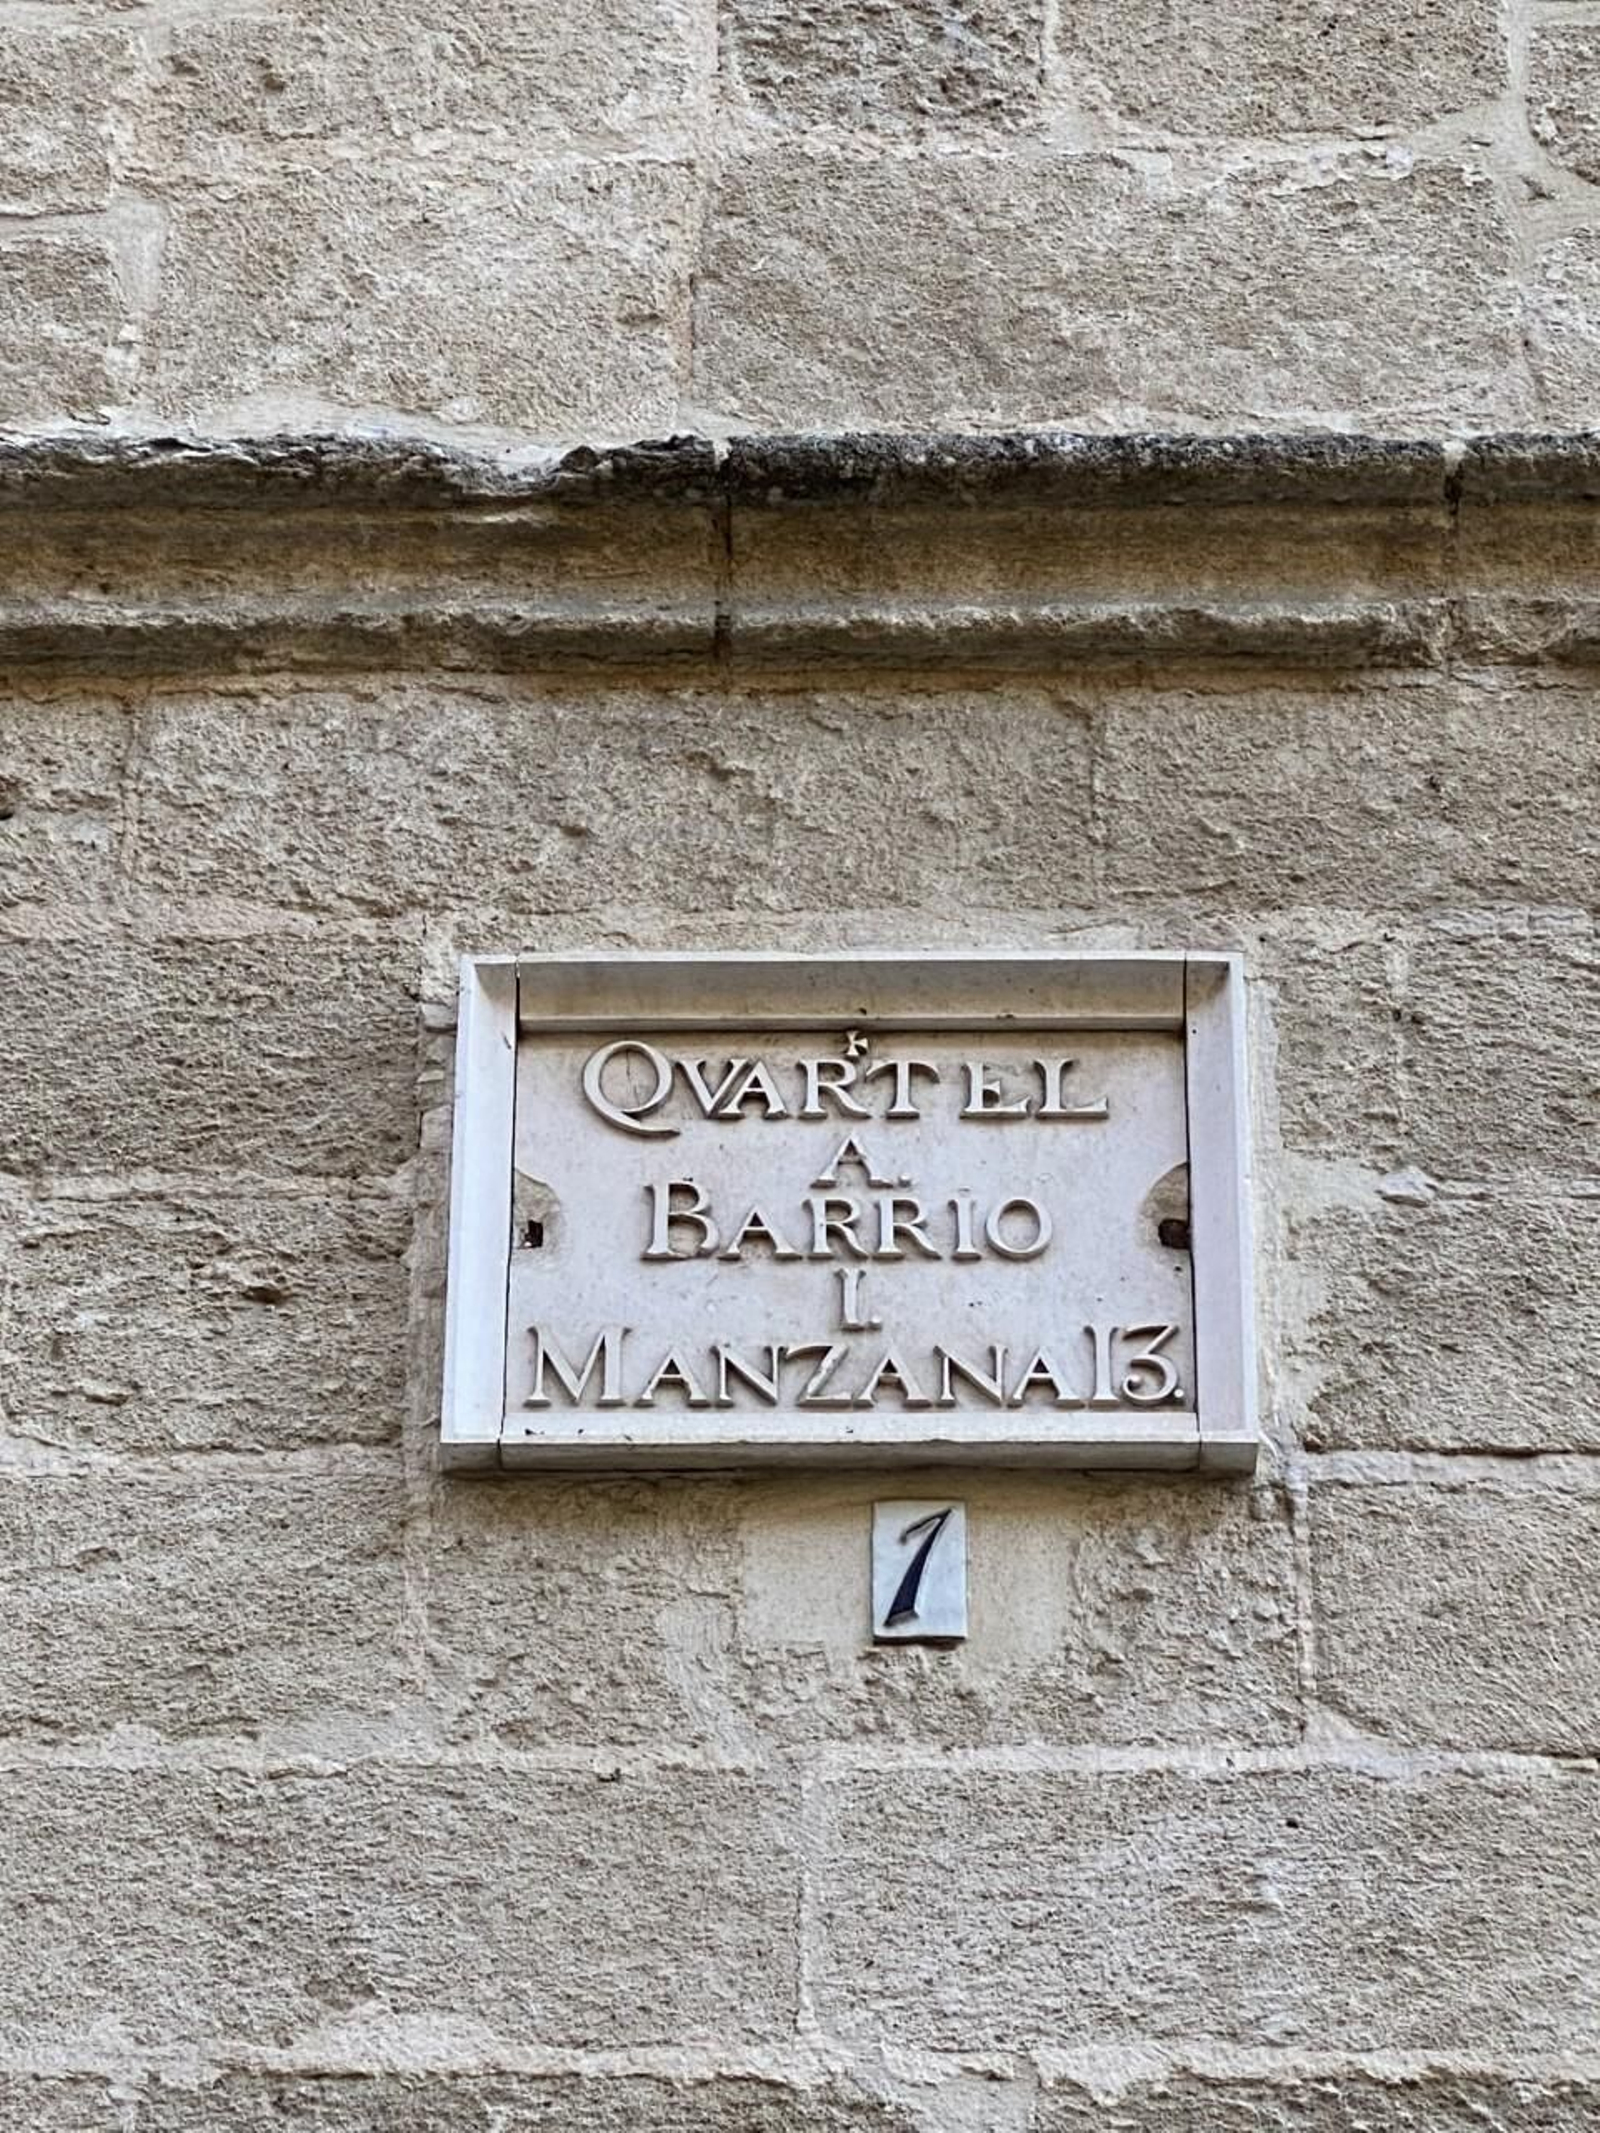 QVARTEL
A.
BARRIO
I.
MANZANA 13.
1